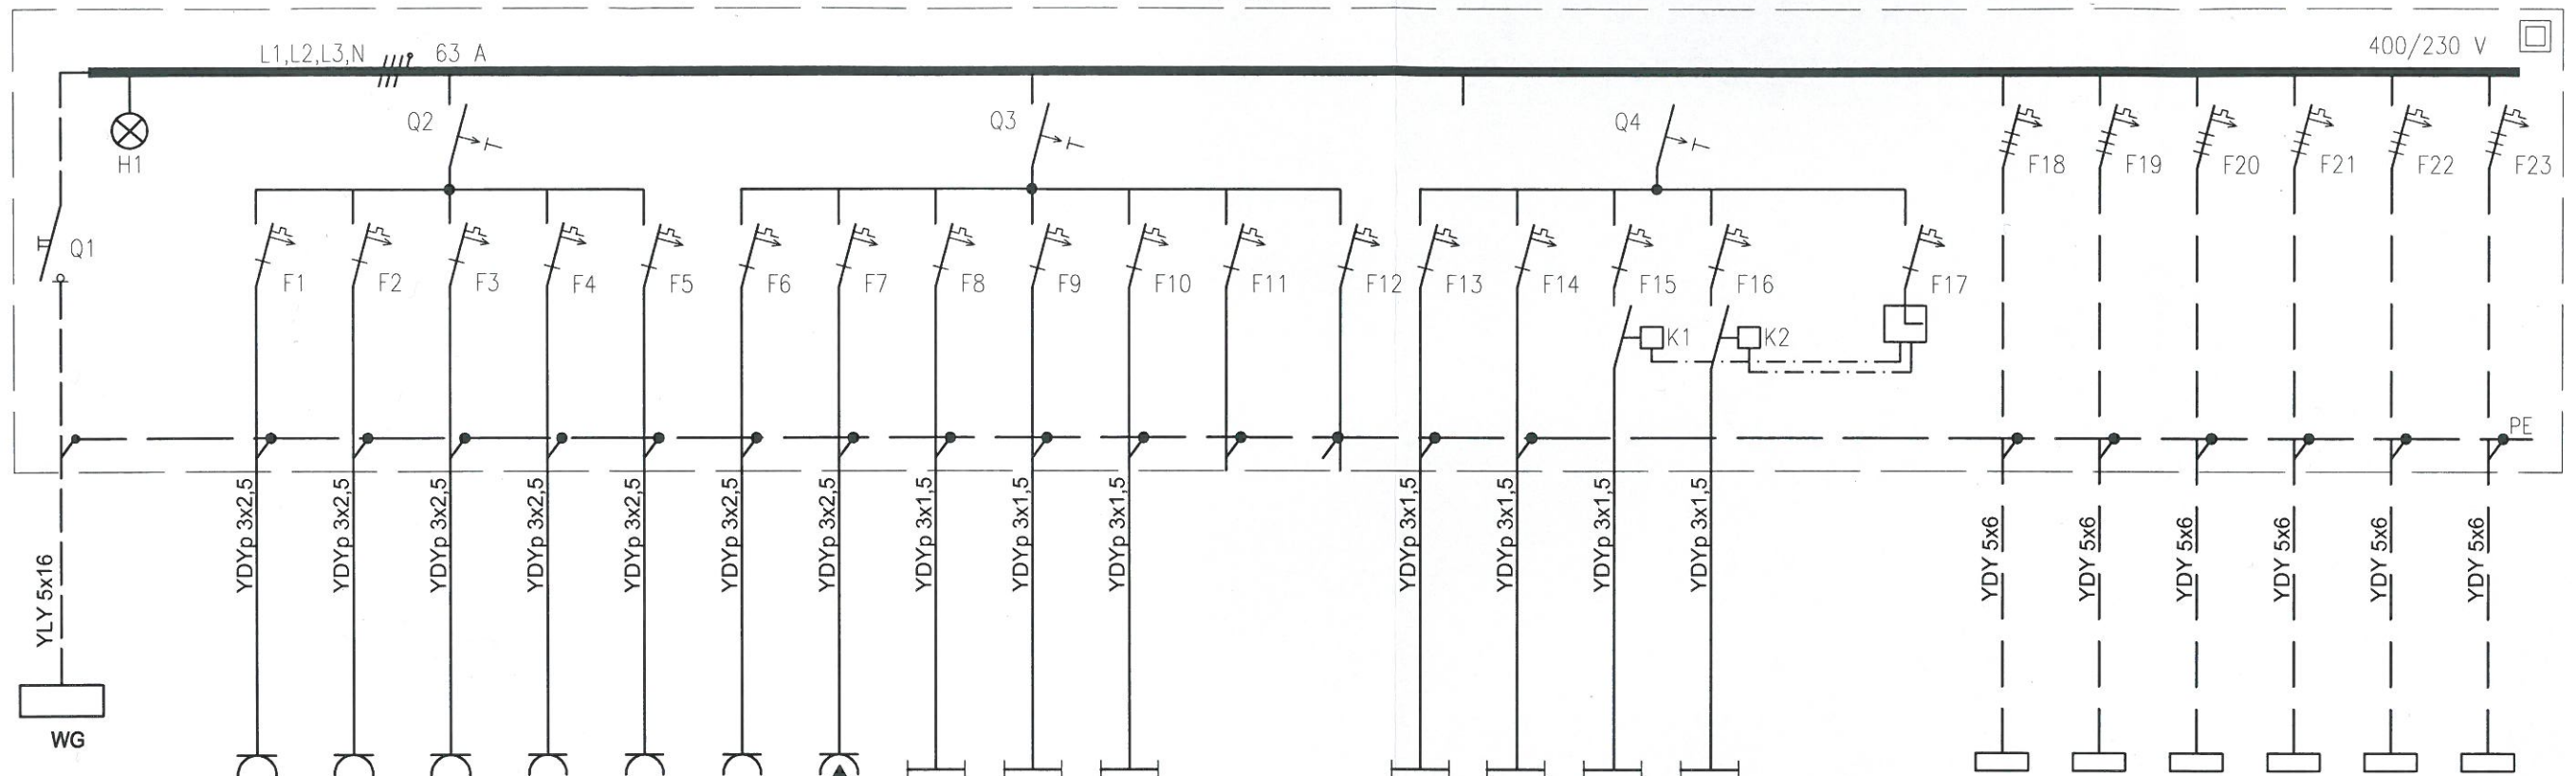 L1,L2,L3,N 63 A 400/230 V
Q2 Q3 Q4
H1 F18 F19 F20 F21 F22 F23
Q1
F1 F2 F3 F4 F5 F6 F7 F8 F9 F10 F11 F12 F13 F14 F15 F16 F17
K1 K2
PE
YLY 5x16
YDYp 3x2,5
YDYp 3x2,5
YDYp 3x2,5
YDYp 3x2,5
YDYp 3x2,5
YDYp 3x2,5
YDYp 3x2,5
YDYp 3x1,5
YDYp 3x1,5
YDYp 3x1,5
YDYp 3x1,5
YDYp 3x1,5
YDYp 3x1,5
YDYp 3x1,5
YDY 5x6
YDY 5x6
YDY 5x6
YDY 5x6
YDY 5x6
YDY 5x6
WG